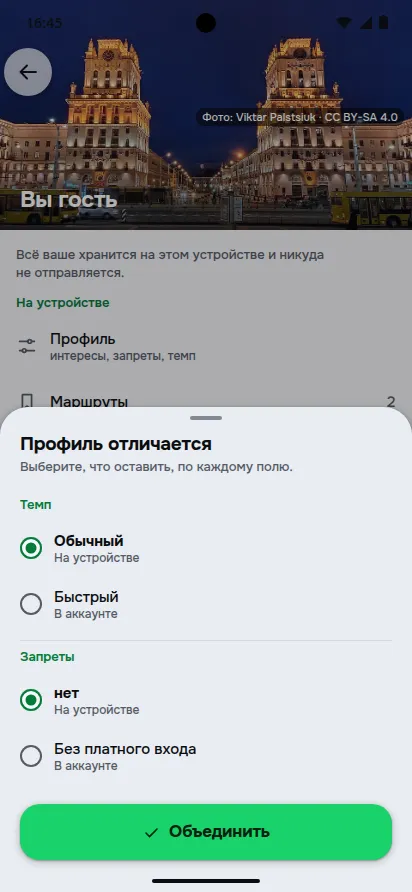 16:45
Фото: Viktar Palstsiuk · CC BY-SA 4.0
Вы гость
Всё ваше хранится на этом устройстве и никуда
не отправляется.
На устройстве
Профиль
интересы, запреты, темп
Маршруты
2
Профиль отличается
Выберите, что оставить, по каждому полю.
Темп
Обычный
На устройстве
Быстрый
В аккаунте
Запреты
нет
На устройстве
Без платного входа
В аккаунте
Объединить